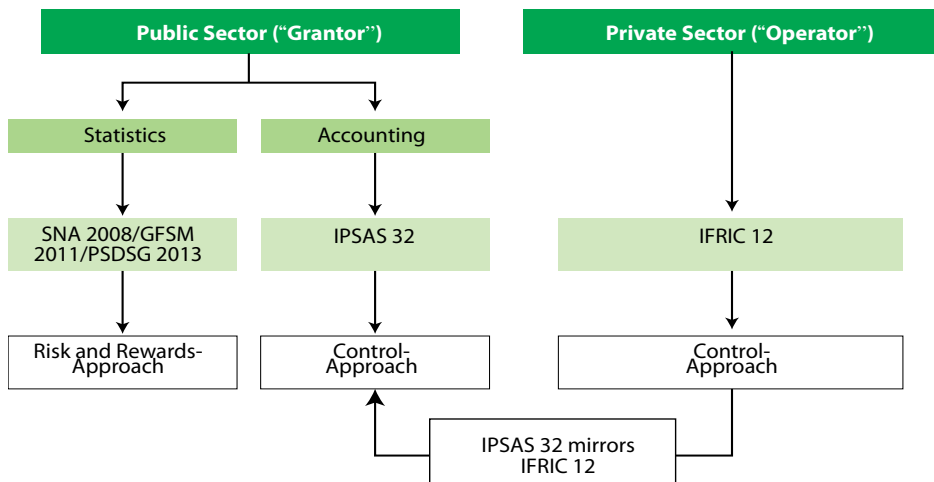 Public Sector (“Grantor”)
Private Sector (“Operator”)
Statistics
Accounting
SNA 2008/GFSM
2011/PSDSG 2013
IPSAS 32
IFRIC 12
Risk and Rewards-
Approach
Control-
Approach
Control-
Approach
IPSAS 32 mirrors
IFRIC 12